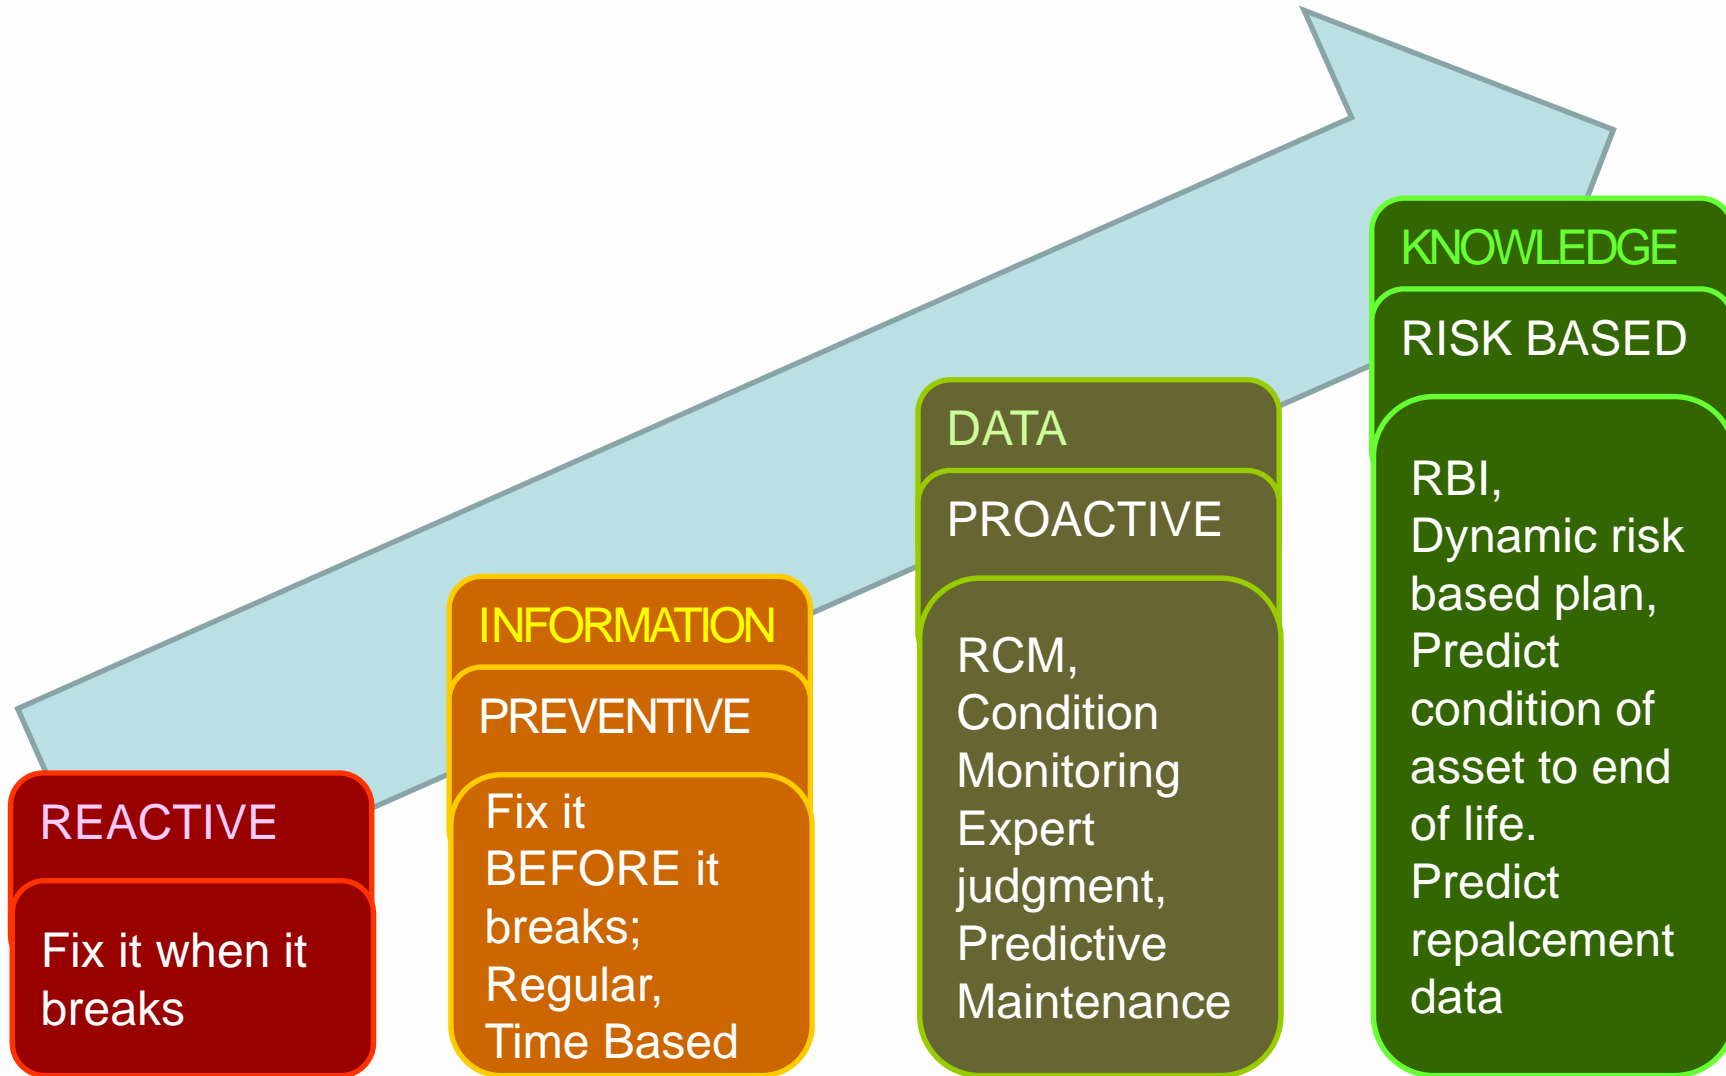 REACTIVE
Fix it when it
breaks
INFORMATION
PREVENTIVE
Fix it
BEFORE it
breaks;
Regular,
Time Based
DATA
PROACTIVE
RCM,
Condition
Monitoring
Expert
judgment,
Predictive
Maintenance
KNOWLEDGE
RISK BASED
RBI,
Dynamic risk
based plan,
Predict
condition of
asset to end
of life.
Predict
repalcement
data